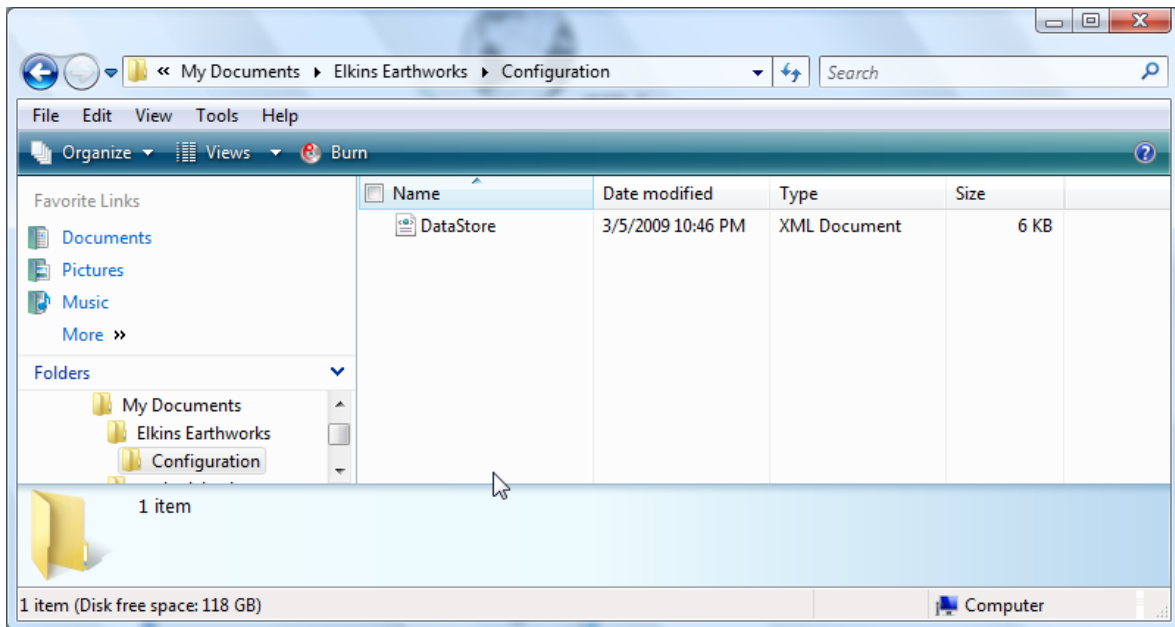 « My Documents ▸ Elkins Earthworks ▸ Configuration Search
File Edit View Tools Help
Organize Views Burn
Favorite Links
Documents
Pictures
Music
More »
Folders
My Documents
Elkins Earthworks
Configuration
Name Date modified Type Size
DataStore 3/5/2009 10:46 PM XML Document 6 KB
1 item
1 item (Disk free space: 118 GB) Computer